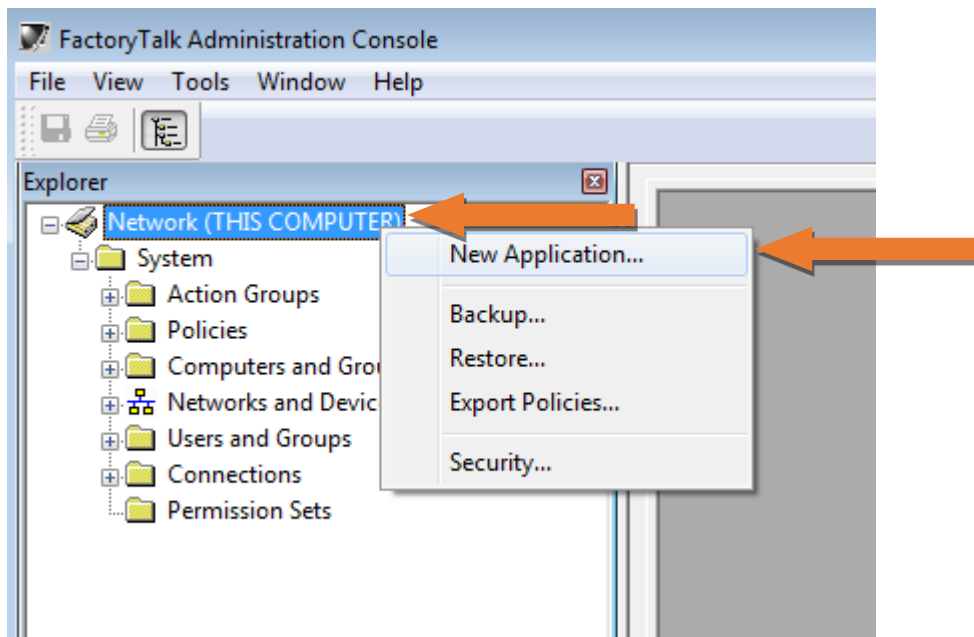 FactoryTalk Administration Console
File View Tools Window Help
Explorer
Network (THIS COMPUTER)
New Application...
System
Action Groups
Backup...
Policies
Restore...
Computers and Grou
Export Policies...
Networks and Devic
Users and Groups
Security...
Connections
Permission Sets